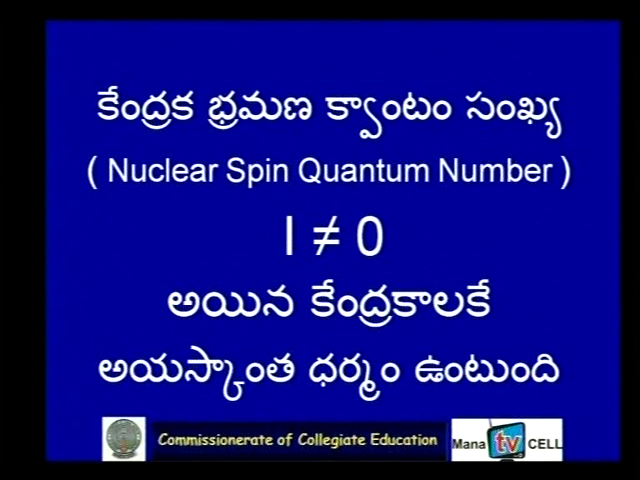 కేంద్రక భ్రమణ క్వాంటం సంఖ్య
( Nuclear Spin Quantum Number )
I ≠ 0
అయిన కేంద్రకాలకే
అయస్కాంత ధర్మం ఉంటుంది
Commissionerate of Collegiate Education
Mana tv CELL